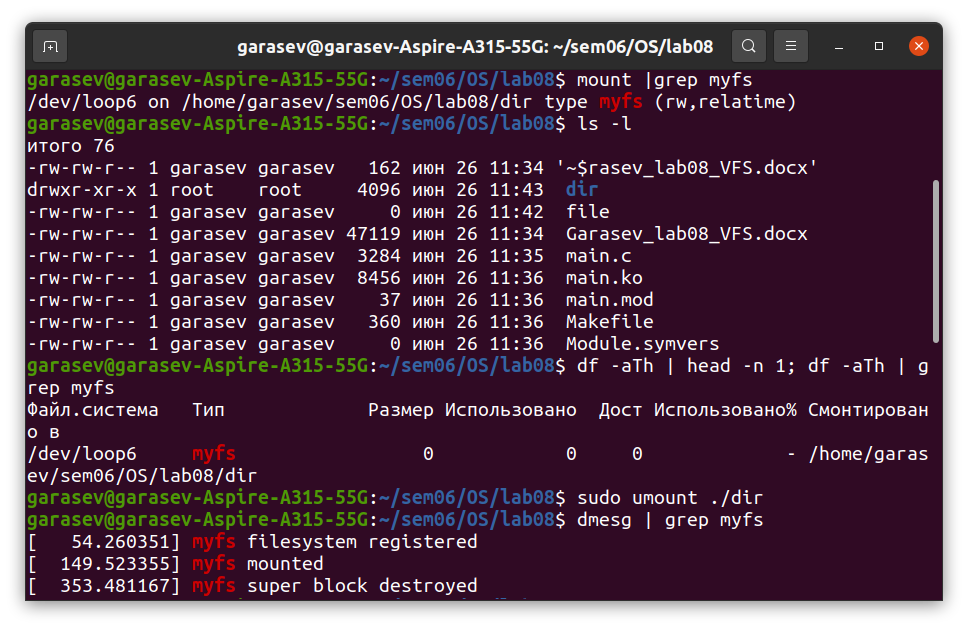 garasev@garasev-Aspire-A315-55G: ~/sem06/OS/lab08
garasev@garasev-Aspire-A315-55G:~/sem06/OS/lab08$ mount |grep myfs
/dev/loop6 on /home/garasev/sem06/OS/lab08/dir type myfs (rw,relatime)
garasev@garasev-Aspire-A315-55G:~/sem06/OS/lab08$ ls -l
итого 76
-rw-rw-r-- 1 garasev garasev   162 июн 26 11:34 '~$rasev_lab08_VFS.docx'
drwxr-xr-x 1 root    root     4096 июн 26 11:43  dir
-rw-rw-r-- 1 garasev garasev     0 июн 26 11:42  file
-rw-rw-r-- 1 garasev garasev 47119 июн 26 11:34  Garasev_lab08_VFS.docx
-rw-rw-r-- 1 garasev garasev  3284 июн 26 11:35  main.c
-rw-rw-r-- 1 garasev garasev  8456 июн 26 11:36  main.ko
-rw-rw-r-- 1 garasev garasev    37 июн 26 11:36  main.mod
-rw-rw-r-- 1 garasev garasev   360 июн 26 11:36  Makefile
-rw-rw-r-- 1 garasev garasev     0 июн 26 11:36  Module.symvers
garasev@garasev-Aspire-A315-55G:~/sem06/OS/lab08$ df -aTh | head -n 1; df -aTh | g
rep myfs
Файл.система   Тип             Размер Использовано  Дост Использовано% Смонтирован
о в
/dev/loop6     myfs                 0            0     0             - /home/garas
ev/sem06/OS/lab08/dir
garasev@garasev-Aspire-A315-55G:~/sem06/OS/lab08$ sudo umount ./dir
garasev@garasev-Aspire-A315-55G:~/sem06/OS/lab08$ dmesg | grep myfs
[   54.260351] myfs filesystem registered
[  149.523355] myfs mounted
[  353.481167] myfs super block destroyed